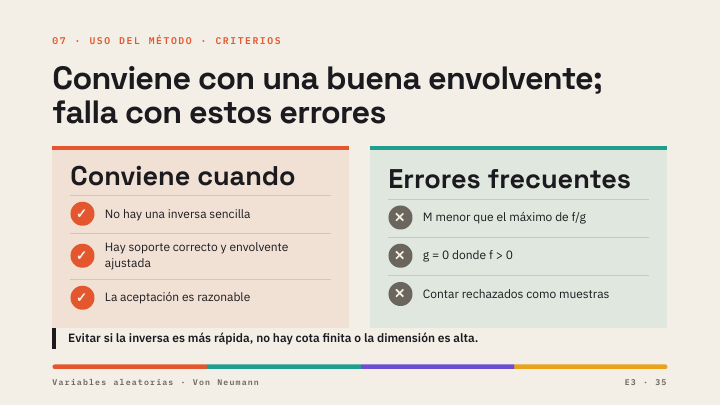 07 · USO DEL MÉTODO · CRITERIOS
Conviene con una buena envolvente;
falla con estos errores
Conviene cuando
✓ No hay una inversa sencilla
✓ Hay soporte correcto y envolvente
ajustada
✓ La aceptación es razonable
Errores frecuentes
✕ M menor que el máximo de f/g
✕ g = 0 donde f > 0
✕ Contar rechazados como muestras
Evitar si la inversa es más rápida, no hay cota finita o la dimensión es alta.
Variables aleatorias · Von Neumann
E3 · 35